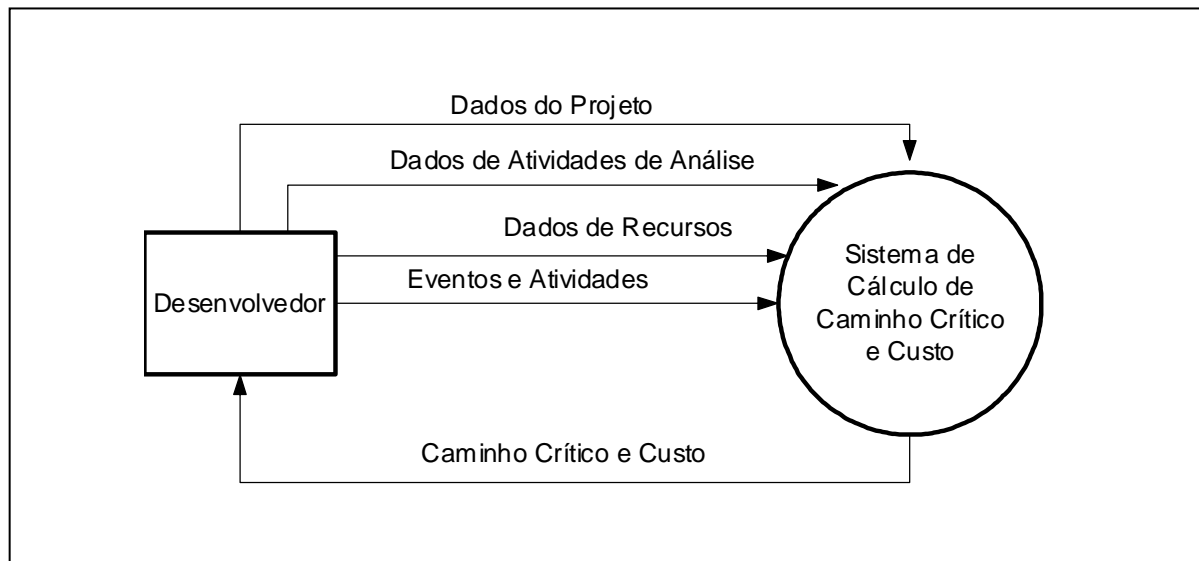 Dados do Projeto
Dados de Atividades de Análise
Dados de Recursos
Eventos e Atividades
Desenvolvedor
Sistema de
Cálculo de
Caminho Crítico
e Custo
Caminho Crítico e Custo